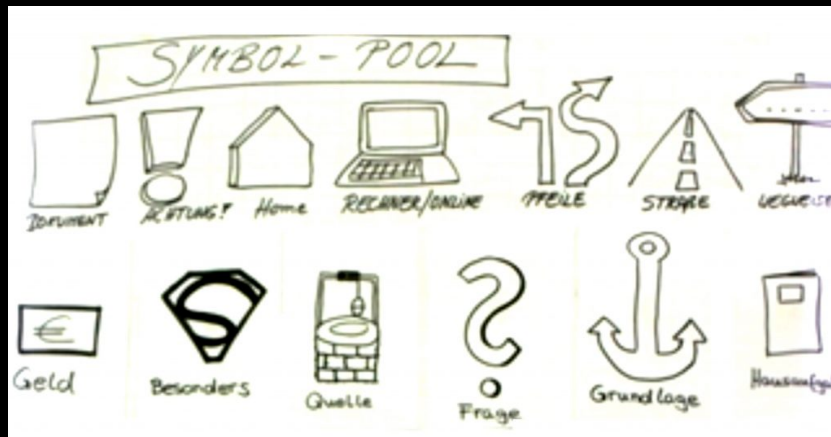 SYMBOL - POOL
DOKUMENT
ACHTUNG!
Home
RECHNER/ONLINE
PFEILE
STRAßE
€
Geld
S
Besonders
Quelle
?
Frage
Grundlage